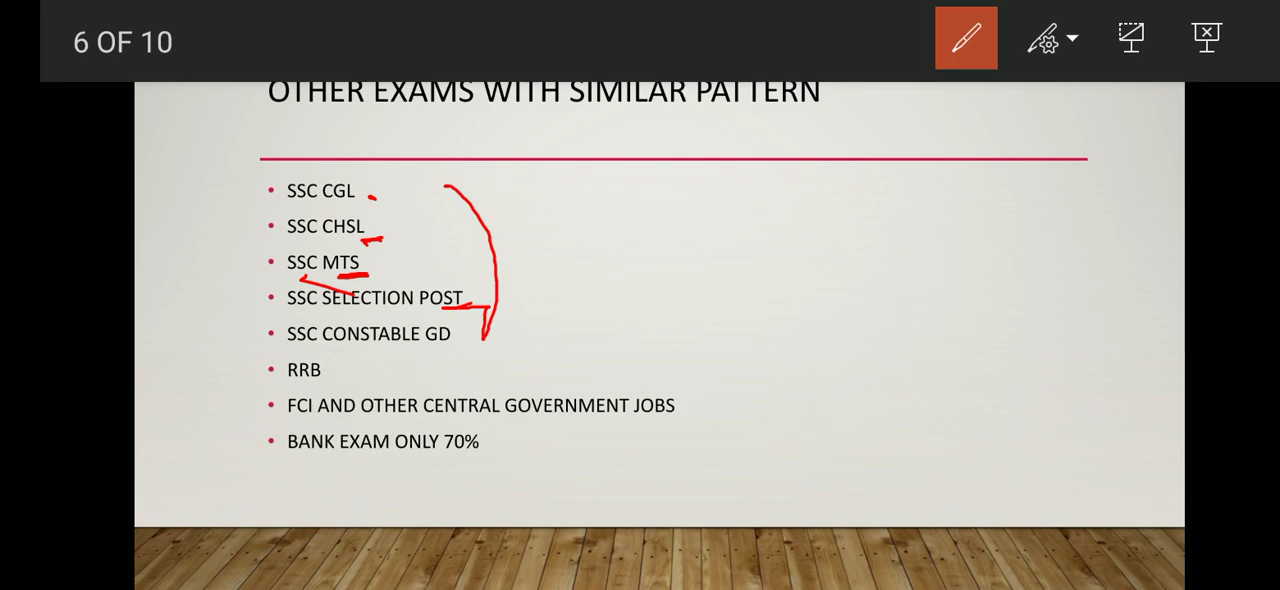 6 OF 10
OTHER EXAMS WITH SIMILAR PATTERN
• SSC CGL
• SSC CHSL
• SSC MTS
• SSC SELECTION POST
• SSC CONSTABLE GD
• RRB
• FCI AND OTHER CENTRAL GOVERNMENT JOBS
• BANK EXAM ONLY 70%